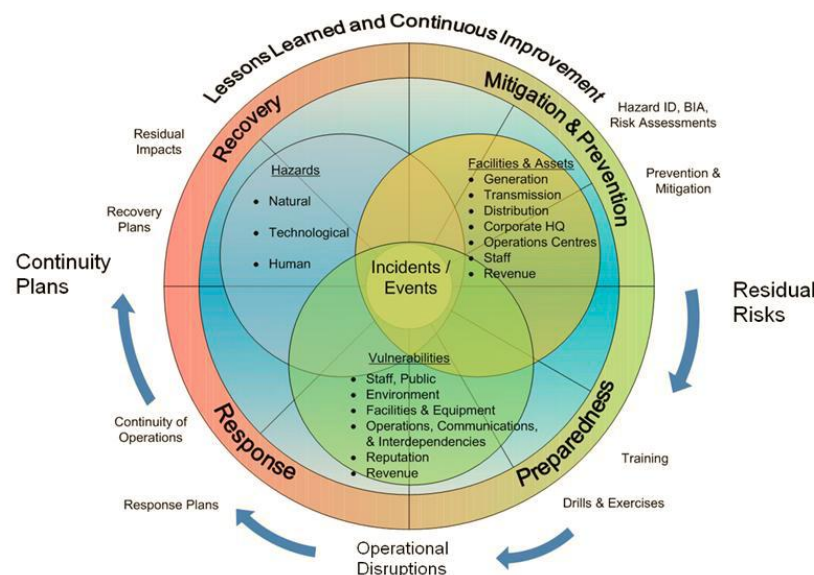 Lessons Learned and Continuous Improvement
Recovery
Mitigation & Prevention
Hazard ID, BIA,
Risk Assessments
Residual
Impacts
Prevention &
Mitigation
Recovery
Plans
Hazards
• Natural
• Technological
• Human
Facilities & Assets
• Generation
• Transmission
• Distribution
• Corporate HQ
• Operations Centres
• Staff
• Revenue
Continuity
Plans
Incidents /
Events
Residual
Risks
Vulnerabilities
• Staff, Public
• Environment
• Facilities & Equipment
• Operations, Communications,
& Interdependencies
• Reputation
• Revenue
Continuity
of Operations
Response
Preparedness
Training
Response Plans
Drills & Exercises
Operational
Disruptions